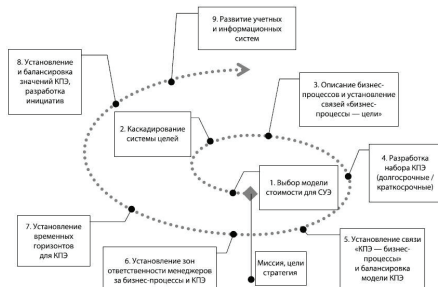 9. Развитие учетных
и информационных
систем
8. Установление
и балансировка
значений КПЭ,
разработка
инициатив
3. Описание бизнес-
процессов и установление
связей «бизнес-
процессы — цели»
2. Каскадирование
системы целей
4. Разработка
набора КПЭ
(долгосрочные /
краткосрочные)
1. Выбор модели
стоимости для СУЭ
7. Установление
временных
горизонтов
для КПЭ
6. Установление зон
ответственности менеджеров
за бизнес-процессы и КПЭ
Миссия, цели
стратегия
5. Установление связи
«КПЭ — бизнес-
процессы»
и балансировка
модели КПЭ